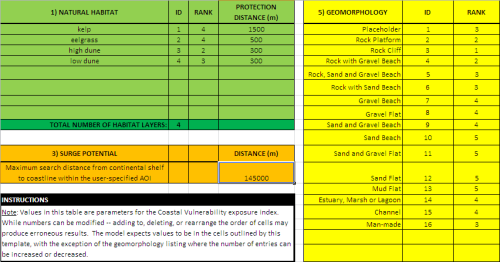 1) NATURAL HABITAT ID RANK PROTECTION DISTANCE (m)
kelp 1 4 1500
eelgrass 2 4 500
high dune 3 2 300
low dune 4 3 300
TOTAL NUMBER OF HABITAT LAYERS: 4
3) SURGE POTENTIAL DISTANCE (m)
Maximum search distance from continental shelf
to coastline within the user-specified AOI 145000
INSTRUCTIONS
Note: Values in this table are parameters for the Coastal Vulnerability exposure index.
While numbers can be modified -- adding to, deleting, or rearrange the order of cells may
produce erroneous results. The model expects values to be in the cells outlined by this
template, with the exception of the geomorphology listing where the number of entries can
be increased or decreased.
5) GEOMORPHOLOGY ID RANK
Placeholder 1 3
Rock Platform 2 2
Rock Cliff 3 1
Rock with Gravel Beach 4 2
Rock, Sand and Gravel Beach 5 3
Rock with Sand Beach 6 3
Gravel Beach 7 4
Gravel Flat 8 4
Sand and Gravel Beach 9 4
Sand Beach 10 5
Sand and Gravel Flat 11 5
Sand Flat 12 5
Mud Flat 13 5
Estuary, Marsh or Lagoon 14 4
Channel 15 4
Man-made 16 3